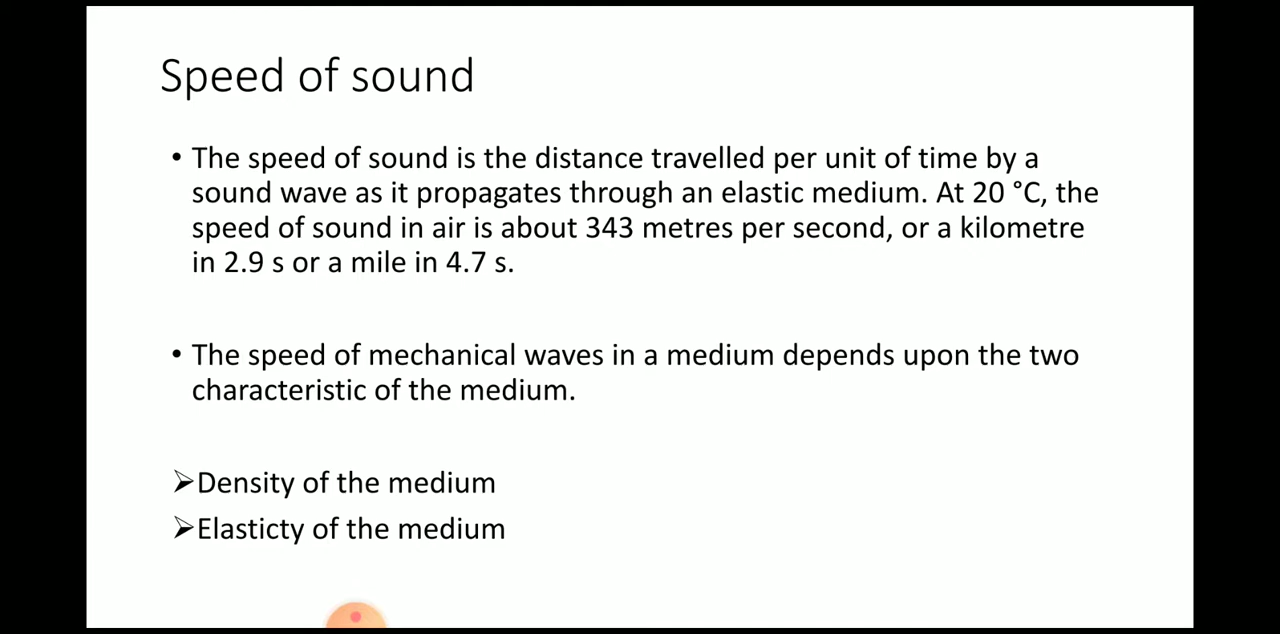 Speed of sound
• The speed of sound is the distance travelled per unit of time by a
sound wave as it propagates through an elastic medium. At 20 °C, the
speed of sound in air is about 343 metres per second, or a kilometre
in 2.9 s or a mile in 4.7 s.
• The speed of mechanical waves in a medium depends upon the two
characteristic of the medium.
➢Density of the medium
➢Elasticty of the medium